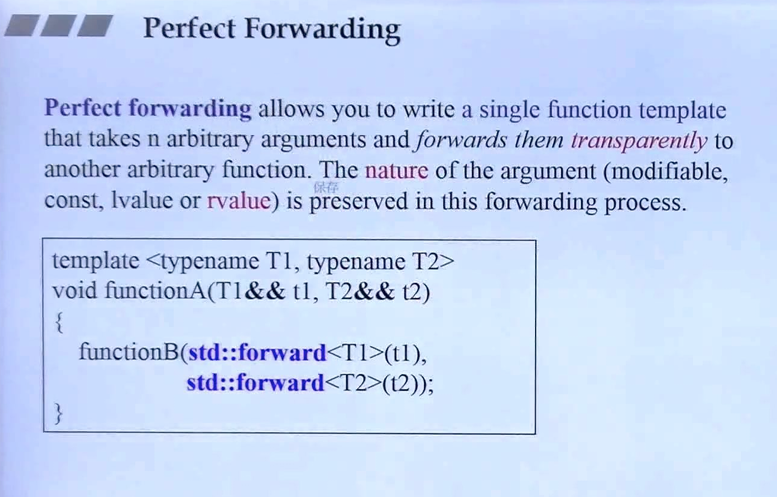 Perfect Forwarding
Perfect forwarding allows you to write a single function template
that takes n arbitrary arguments and forwards them transparently to
another arbitrary function. The nature of the argument (modifiable,
保存
const, lvalue or rvalue) is preserved in this forwarding process.
template <typename T1, typename T2>
void functionA(T1&& t1, T2&& t2)
{
functionB(std::forward<T1>(t1),
std::forward<T2>(t2));
}